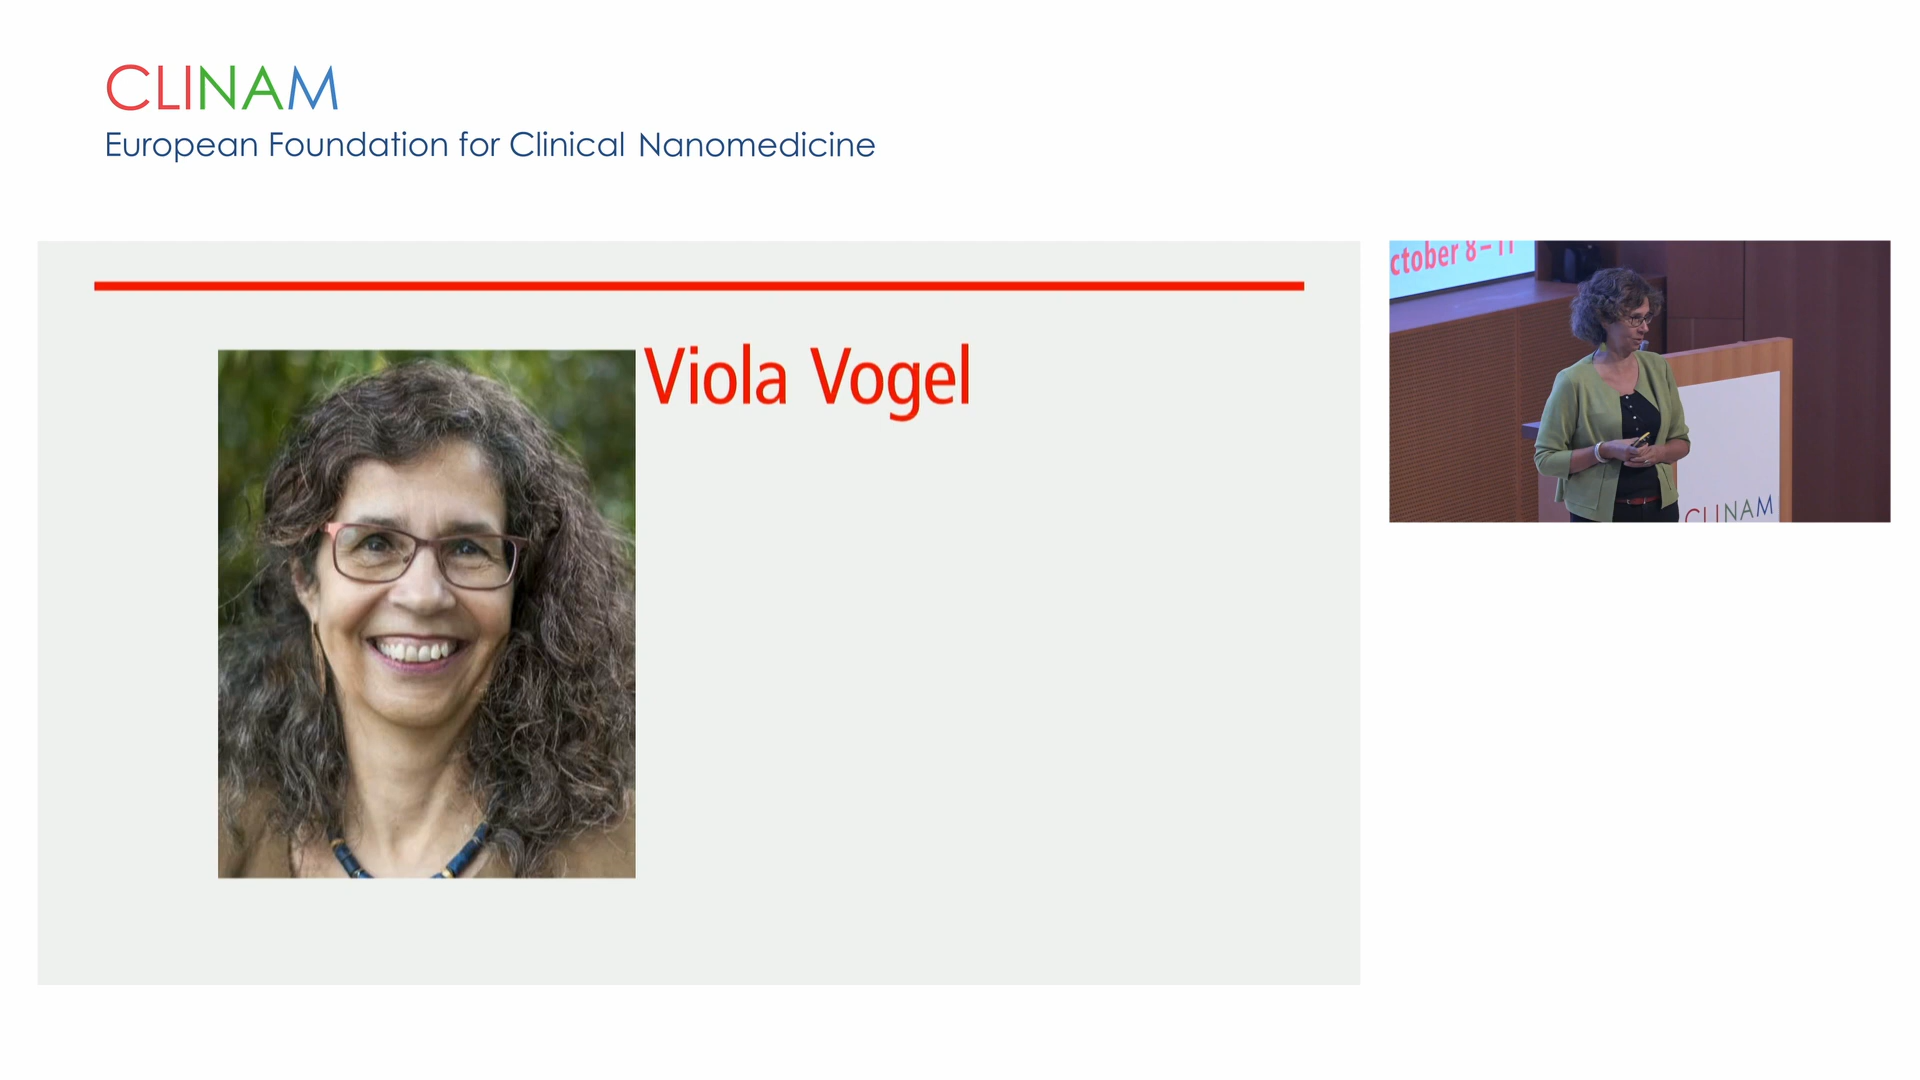 CLINAM
European Foundation for Clinical Nanomedicine
Viola Vogel
ctober 8–11
CLINAM